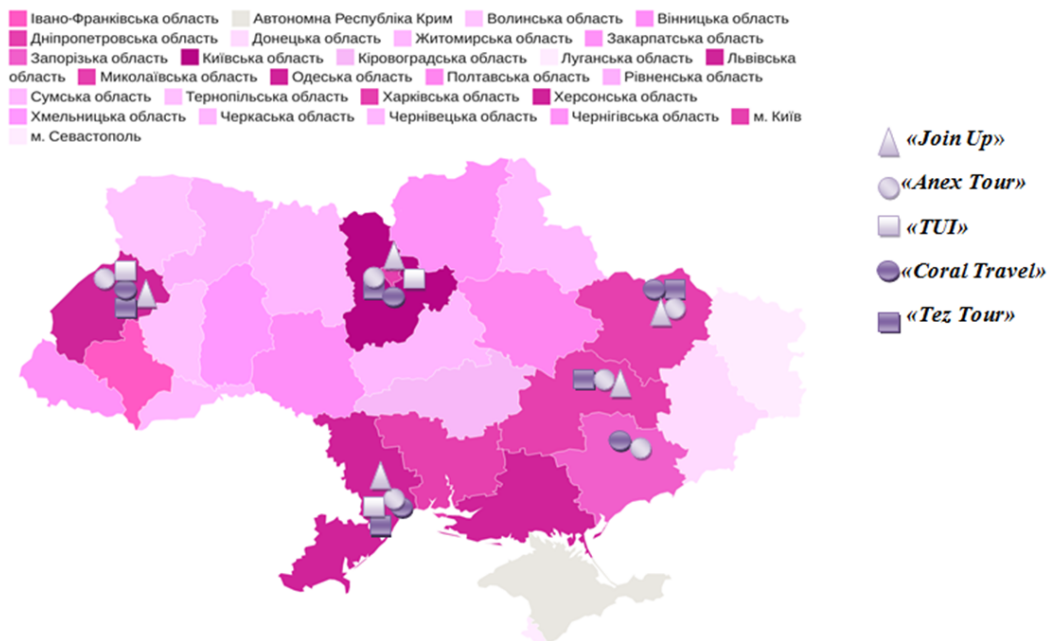 Івано-Франківська область Автономна Республіка Крим Волинська область Вінницька область
Дніпропетровська область Донецька область Житомирська область Закарпатська область
Запорізька область Київська область Кіровоградська область Луганська область Львівська
область Миколаївська область Одеська область Полтавська область Рівненська область
Сумська область Тернопільська область Харківська область Херсонська область
Хмельницька область Черкаська область Чернівецька область Чернігівська область м. Київ
м. Севастополь
«Join Up»
«Anex Tour»
«TUI»
«Coral Travel»
«Tez Tour»